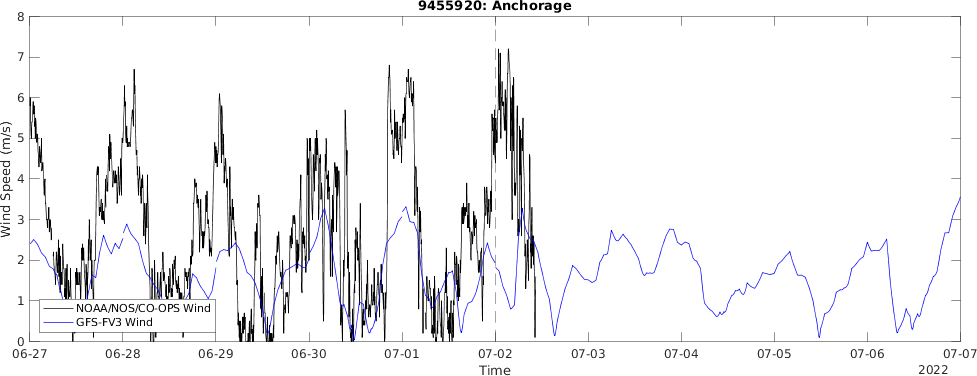 9455920: Anchorage
8
7
6
5
4
3
2
1
0
Wind Speed (m/s)
NOAA/NOS/CO-OPS Wind
GFS-FV3 Wind
06-27 06-28 06-29 06-30 07-01 07-02 07-03 07-04 07-05 07-06 07-07
Time
2022